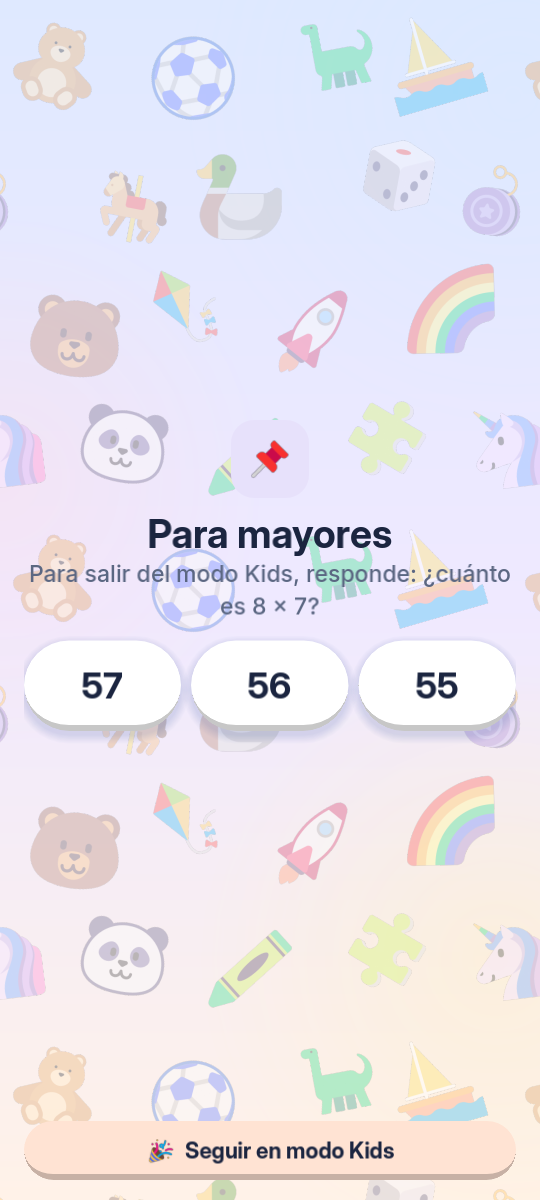 Para mayores
Para salir del modo Kids, responde: ¿cuánto
es 8 × 7?
57
56
55
Seguir en modo Kids